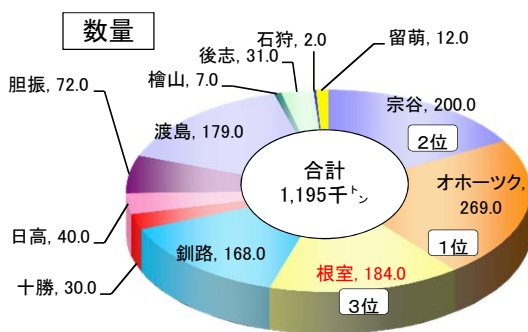 数量
石狩, 2.0
後志, 31.0
留萌, 12.0
檜山, 7.0
胆振, 72.0
宗谷, 200.0
渡島, 179.0
2位
合計
1,195千㌧
オホーツク,
269.0
日高, 40.0
釧路, 168.0
根室, 184.0
1位
十勝, 30.0
3位